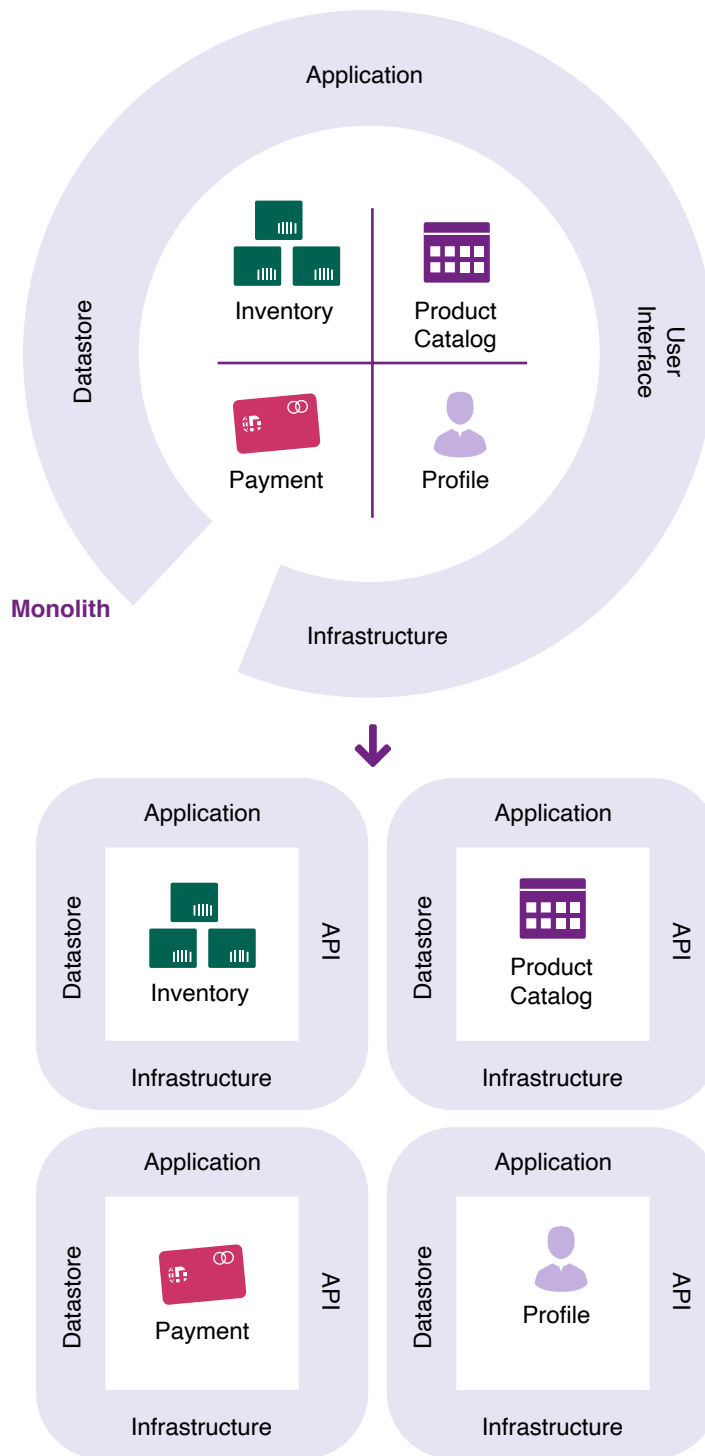 Application
Datastore
User
Interface
Inventory
Product
Catalog
Payment
Profile
Monolith
Infrastructure
Application
Datastore
API
Inventory
Infrastructure
Application
Datastore
API
Product
Catalog
Infrastructure
Application
Datastore
API
Payment
Infrastructure
Application
Datastore
API
Profile
Infrastructure